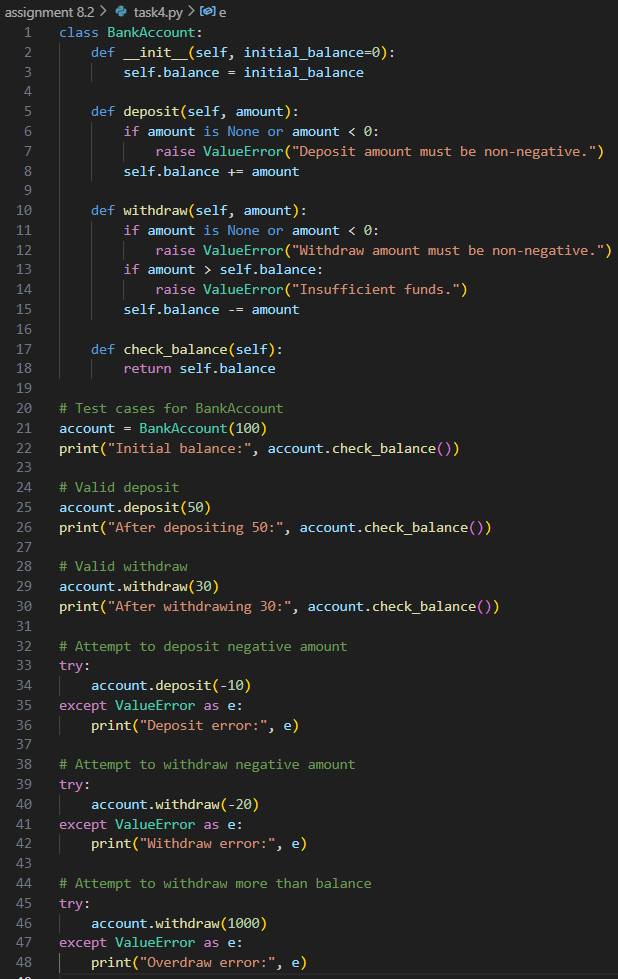 assignment 8.2 > task4.py > e
1 class BankAccount:
2     def __init__(self, initial_balance=0):
3         self.balance = initial_balance
4
5     def deposit(self, amount):
6         if amount is None or amount < 0:
7             raise ValueError("Deposit amount must be non-negative.")
8         self.balance += amount
9
10     def withdraw(self, amount):
11         if amount is None or amount < 0:
12             raise ValueError("Withdraw amount must be non-negative.")
13         if amount > self.balance:
14             raise ValueError("Insufficient funds.")
15         self.balance -= amount
16
17     def check_balance(self):
18         return self.balance
19
20 # Test cases for BankAccount
21 account = BankAccount(100)
22 print("Initial balance:", account.check_balance())
23
24 # Valid deposit
25 account.deposit(50)
26 print("After depositing 50:", account.check_balance())
27
28 # Valid withdraw
29 account.withdraw(30)
30 print("After withdrawing 30:", account.check_balance())
31
32 # Attempt to deposit negative amount
33 try:
34     account.deposit(-10)
35 except ValueError as e:
36     print("Deposit error:", e)
37
38 # Attempt to withdraw negative amount
39 try:
40     account.withdraw(-20)
41 except ValueError as e:
42     print("Withdraw error:", e)
43
44 # Attempt to withdraw more than balance
45 try:
46     account.withdraw(1000)
47 except ValueError as e:
48     print("Overdraw error:", e)